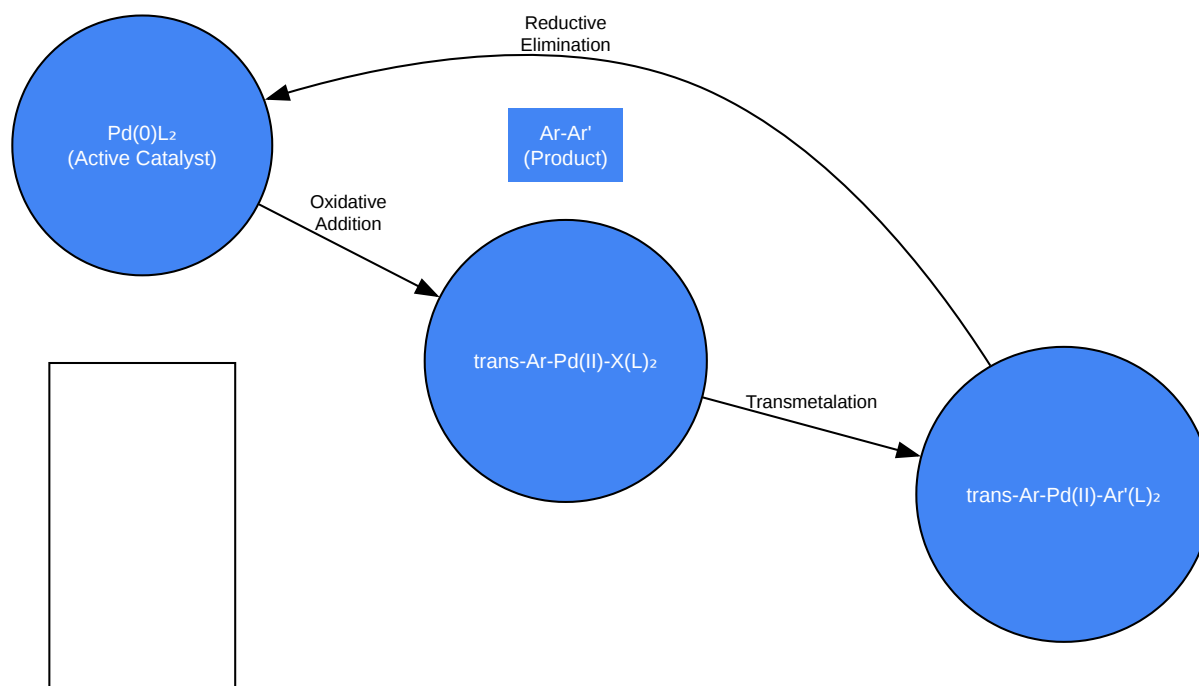 Reductive
Elimination
Pd(0)L₂
(Active Catalyst)
Ar-Ar'
(Product)
Oxidative
Addition
trans-Ar-Pd(II)-X(L)₂
Transmetalation
trans-Ar-Pd(II)-Ar'(L)₂